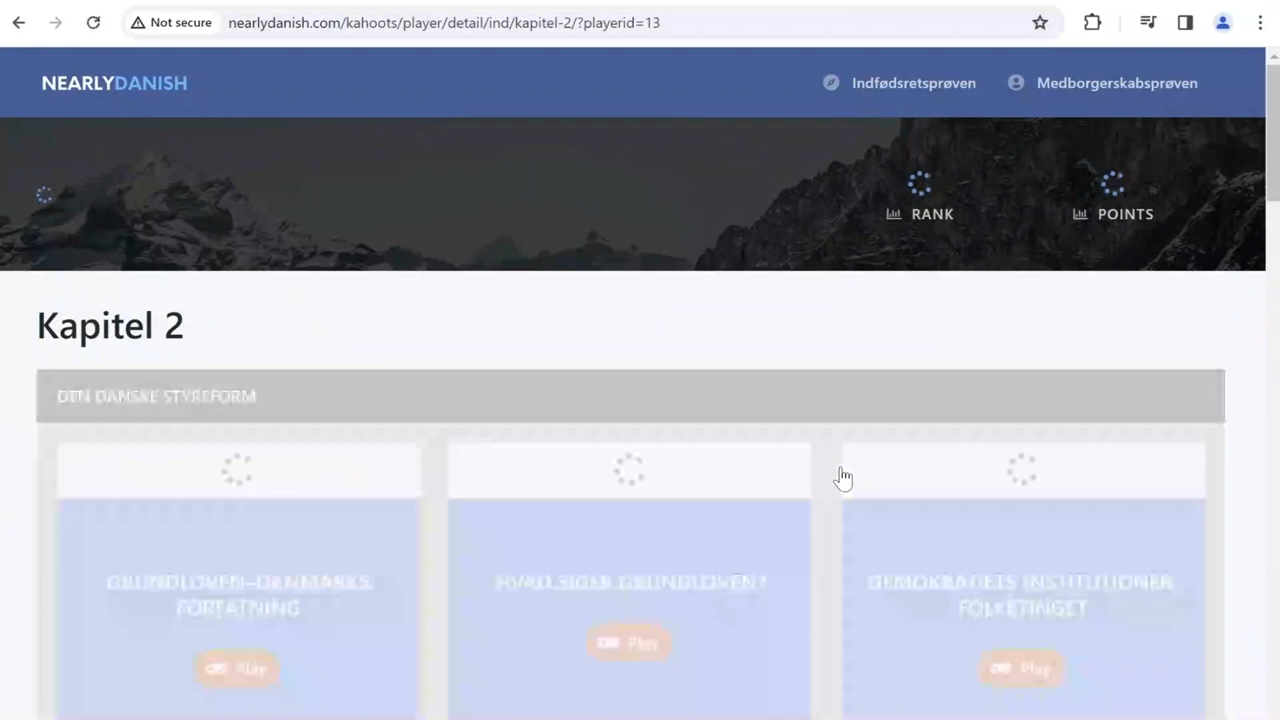 Not secure
nearlydanish.com/kahoots/player/detail/ind/kapitel-2/?playerid=13
NEARLYDANISH
Indfødsretsprøven
Medborgerskabsprøven
RANK
POINTS
Kapitel 2
DEN DANSKE STYREFORM
GRUNDLOVEN-DANMARKS
FORFATNING
HVAD SIGER GRUNDLOVEN?
DEMOKRATIETS INSTITUTIONER
FOLKETINGET
Play
Play
Play